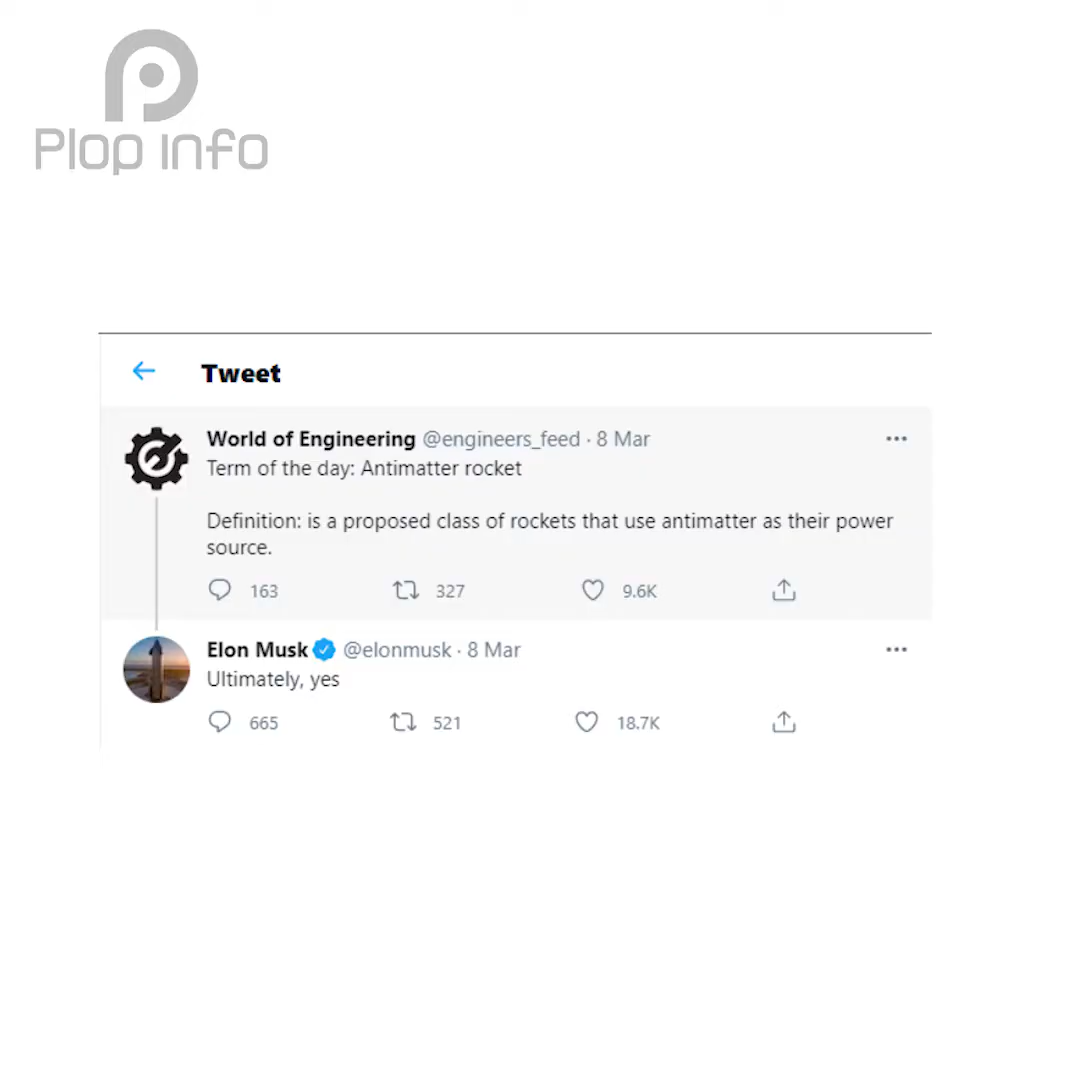 Plop info
Tweet
World of Engineering @engineers_feed · 8 Mar
Term of the day: Antimatter rocket
Definition: is a proposed class of rockets that use antimatter as their power
source.
163 327 9.6K
Elon Musk @elonmusk · 8 Mar
Ultimately, yes
665 521 18.7K